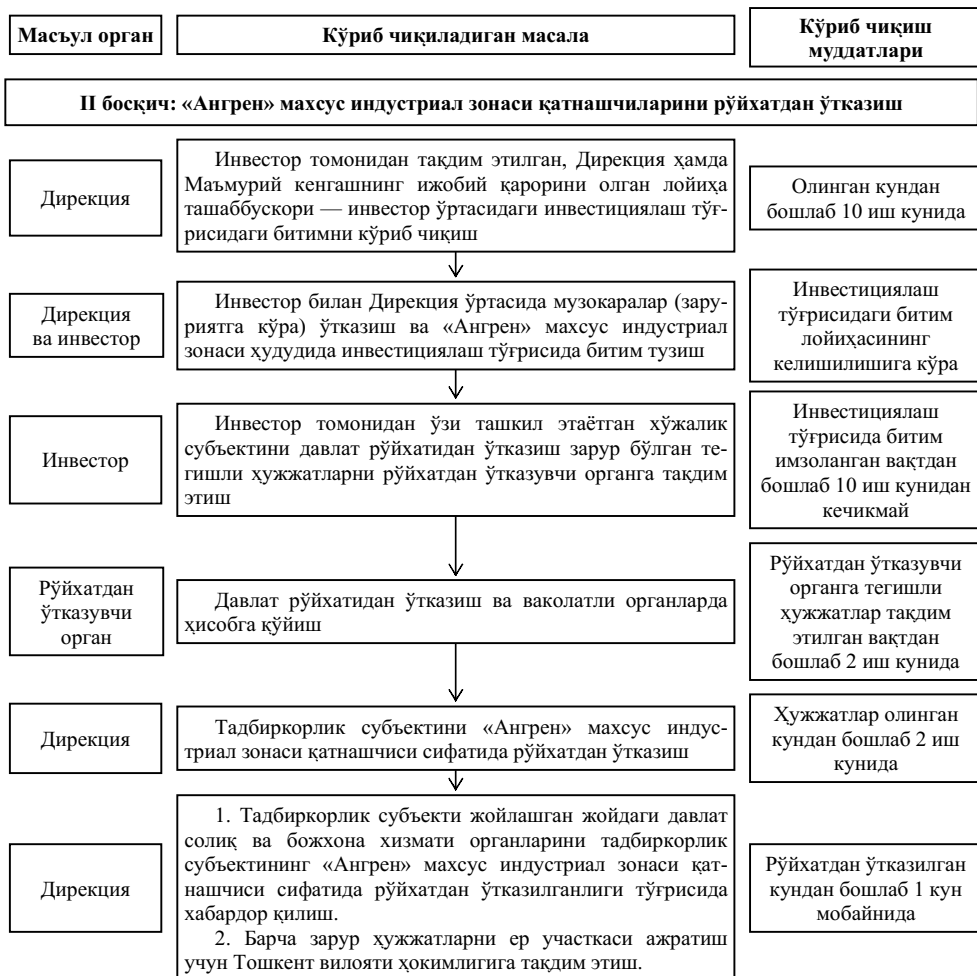 Масъул орган
Кўриб чиқиладиган масала
Кўриб чиқиш
муддатлари
II босқич: «Ангрен» махсус индустриал зонаси қатнашчиларини рўйхатдан ўтказиш
Дирекция
Инвестор томонидан тақдим этилган, Дирекция ҳамда
Маъмурий кенгашнинг ижобий қарорини олган лойиҳа
ташаббускори — инвестор ўртасидаги инвестициялаш тўғ-
рисидаги битимни кўриб чиқиш
Олинган кундан
бошлаб 10 иш кунида
Дирекция
ва инвестор
Инвестор билан Дирекция ўртасида музокаралар (зару-
риятга кўра) ўтказиш ва «Ангрен» махсус индустриал
зонаси ҳудудида инвестициялаш тўғрисида битим тузиш
Инвестициялаш
тўғрисидаги битим
лойиҳасининг
келишилишига кўра
Инвестор
Инвестор томонидан ўзи ташкил этаётган хўжалик
субъектини давлат рўйхатидан ўтказиш зарур бўлган те-
гишли ҳужжатларни рўйхатдан ўтказувчи органга тақдим
этиш
Инвестициялаш
тўғрисида битим
имзоланган вақтдан
бошлаб 10 иш кунидан
кечикмай
Рўйхатдан
ўтказувчи
орган
Давлат рўйхатидан ўтказиш ва ваколатли органларда
ҳисобга қўйиш
Рўйхатдан ўтказувчи
органга тегишли
ҳужжатлар тақдим
этилган вақтдан
бошлаб 2 иш кунида
Дирекция
Тадбиркорлик субъектини «Ангрен» махсус индус-
триал зонаси қатнашчиси сифатида рўйхатдан ўтказиш
Ҳужжатлар олинган
кундан бошлаб 2 иш
кунида
Дирекция
1. Тадбиркорлик субъекти жойлашган жойдаги давлат
солиқ ва божхона хизмати органларини тадбиркорлик
субъектининг «Ангрен» махсус индустриал зонаси қат-
нашчиси сифатида рўйхатдан ўтказилганлиги тўғрисида
хабардор қилиш.
2. Барча зарур ҳужжатларни ер участкаси ажратиш
учун Тошкент вилояти ҳокимлигига тақдим этиш.
Рўйхатдан ўтказилган
кундан бошлаб 1 кун
мобайнида